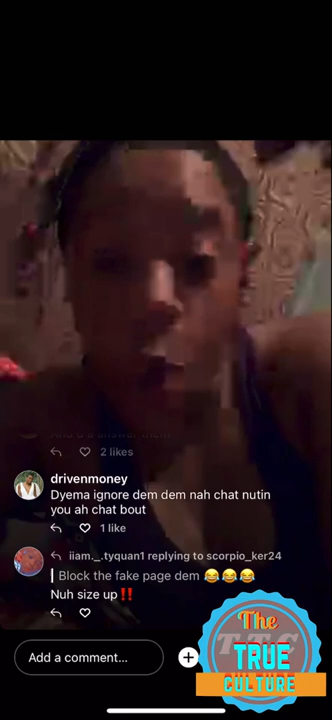 2 likes
drivenmoney
Dyema ignore dem dem nah chat nutin
you ah chat bout
1 like
iiam._.tyquan1 replying to scorpio_ker24
Block the fake page dem 😂😂😂
Nuh size up‼️
Add a comment...
The
T.T.C
TRUE
CULTURE